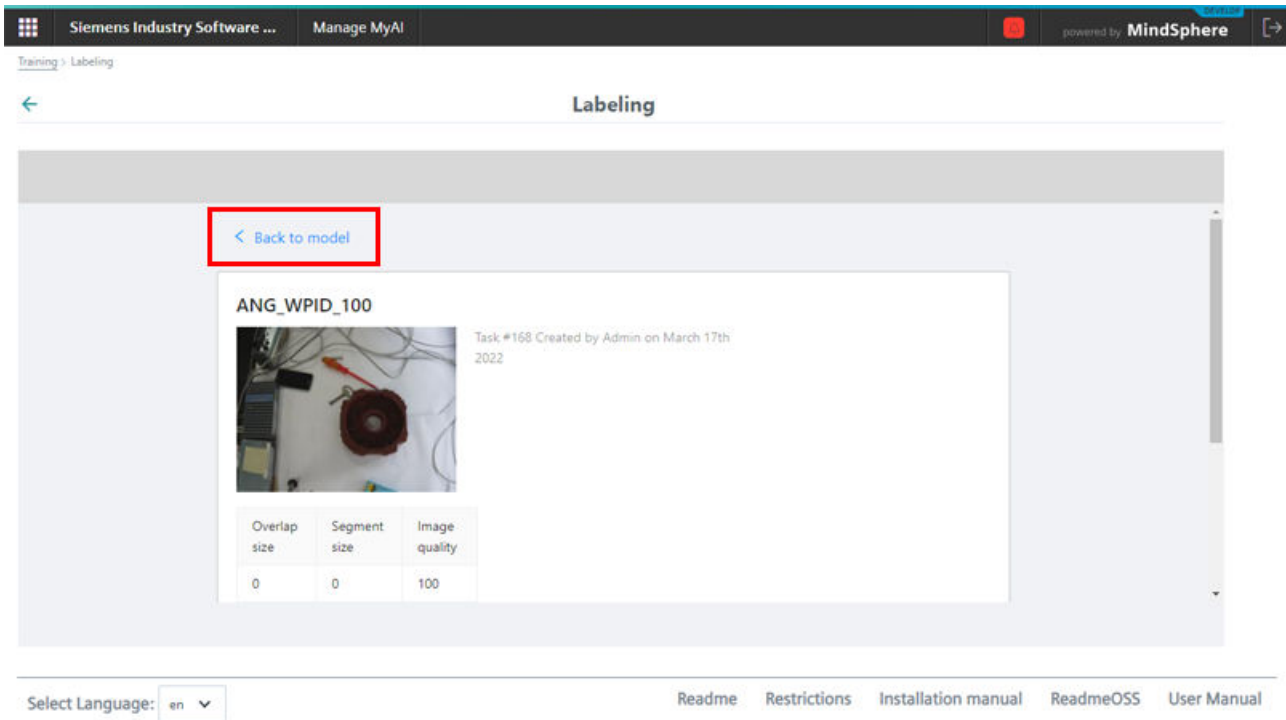 DEVELOP
Siemens Industry Software ... Manage MyAI powered by MindSphere
Training > Labeling
Labeling
Back to model
ANG_WPID_100
Task #168 Created by Admin on March 17th
2022
Overlap size Segment size Image quality
0 0 100
Select Language: en Readme Restrictions Installation manual ReadmeOSS User Manual